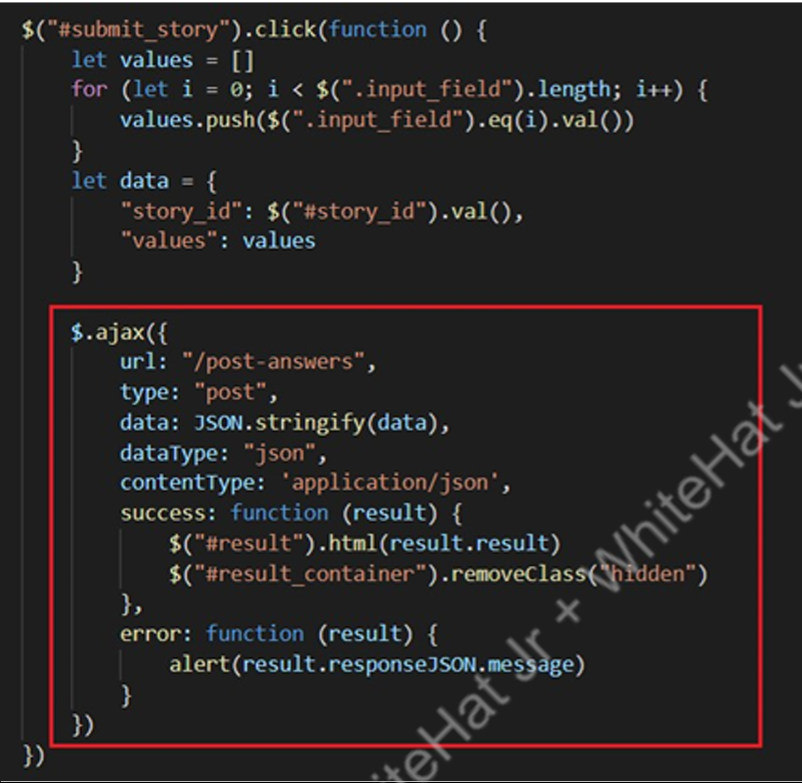 $("#submit_story").click(function () {
    let values = []
    for (let i = 0; i < $(".input_field").length; i++) {
        values.push($(".input_field").eq(i).val())
    }
    let data = {
        "story_id": $("#story_id").val(),
        "values": values
    }
    $.ajax({
        url: "/post-answers",
        type: "post",
        data: JSON.stringify(data),
        dataType: "json",
        contentType: 'application/json',
        success: function (result) {
            $("#result").html(result.result)
            $("#result_container").removeClass("hidden")
        },
        error: function (result) {
            alert(result.responseJSON.message)
        }
    })
})
WhiteHat Jr + WhiteHat Jr